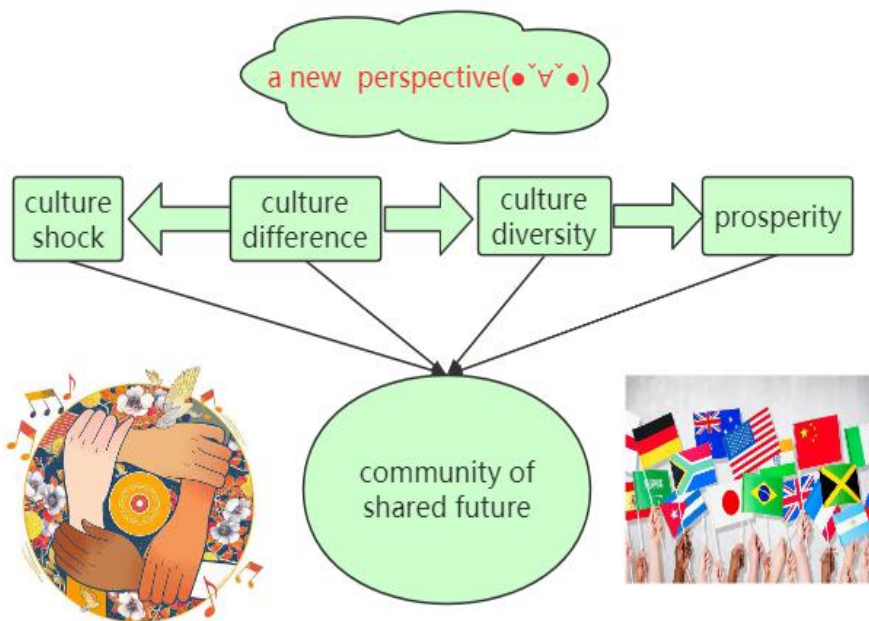 a new perspective(●ˇ∀ˇ●)
culture
shock
culture
difference
culture
diversity
prosperity
community of
shared future